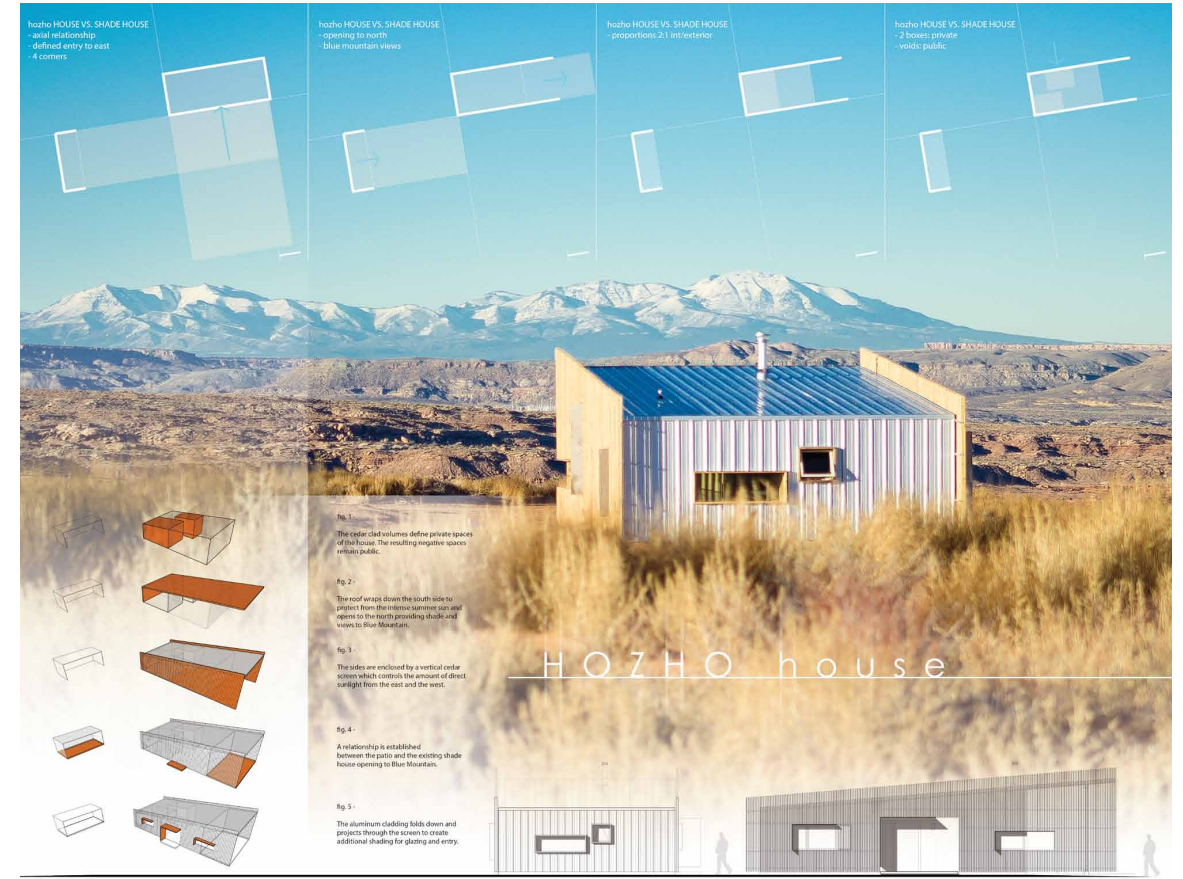 hozho HOUSE VS. SHADE HOUSE
- axial relationship
- defined entry to east
- 4 corners
hozho HOUSE VS. SHADE HOUSE
- opening to north
- blue mountain views
hozho HOUSE VS. SHADE HOUSE
- proportions 2:1 int/exterior
hozho HOUSE VS. SHADE HOUSE
- 2 boxes: private
- voids: public
fig. 1 -
The cedar clad volumes define private spaces
of the house. The resulting negative spaces
remain public.
fig. 2 -
The roof wraps down the south side to
protect from the intense summer sun and
opens to the north providing shade and
views to Blue Mountain.
fig. 3 -
The sides are enclosed by a vertical cedar
screen which controls the amount of direct
sunlight from the east and the west.
fig. 4 -
A relationship is established
between the patio and the existing shade
house opening to Blue Mountain.
fig. 5 -
The aluminum cladding folds down and
projects through the screen to create
additional shading for glazing and entry.
HOZHO house